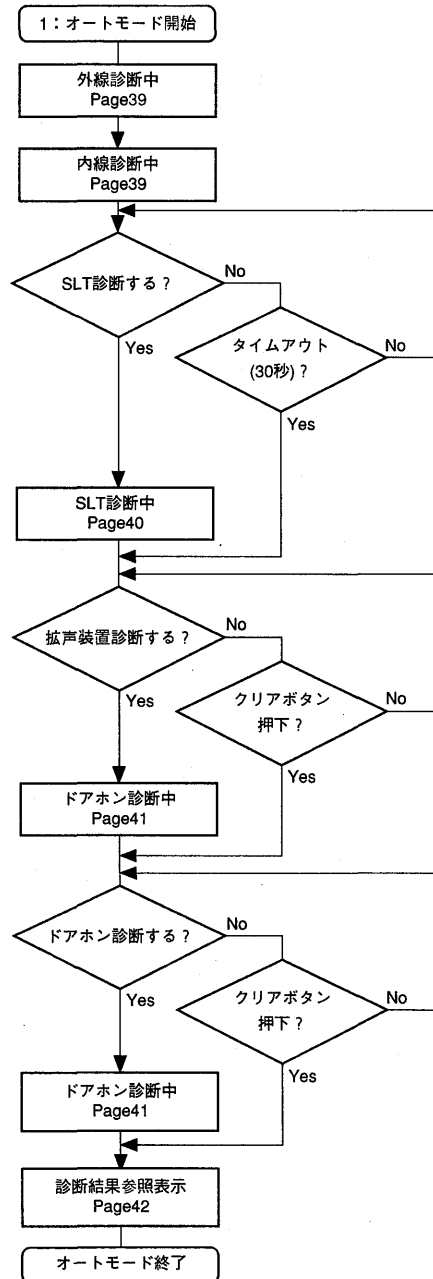 1：オートモード開始
外線診断中
Page39
内線診断中
Page39
SLT診断する？
No
Yes
タイムアウト
(30秒)？
No
Yes
SLT診断中
Page40
拡声装置診断する？
No
Yes
クリアボタン
押下？
No
Yes
ドアホン診断中
Page41
ドアホン診断する？
No
Yes
クリアボタン
押下？
No
Yes
ドアホン診断中
Page41
診断結果参照表示
Page42
オートモード終了